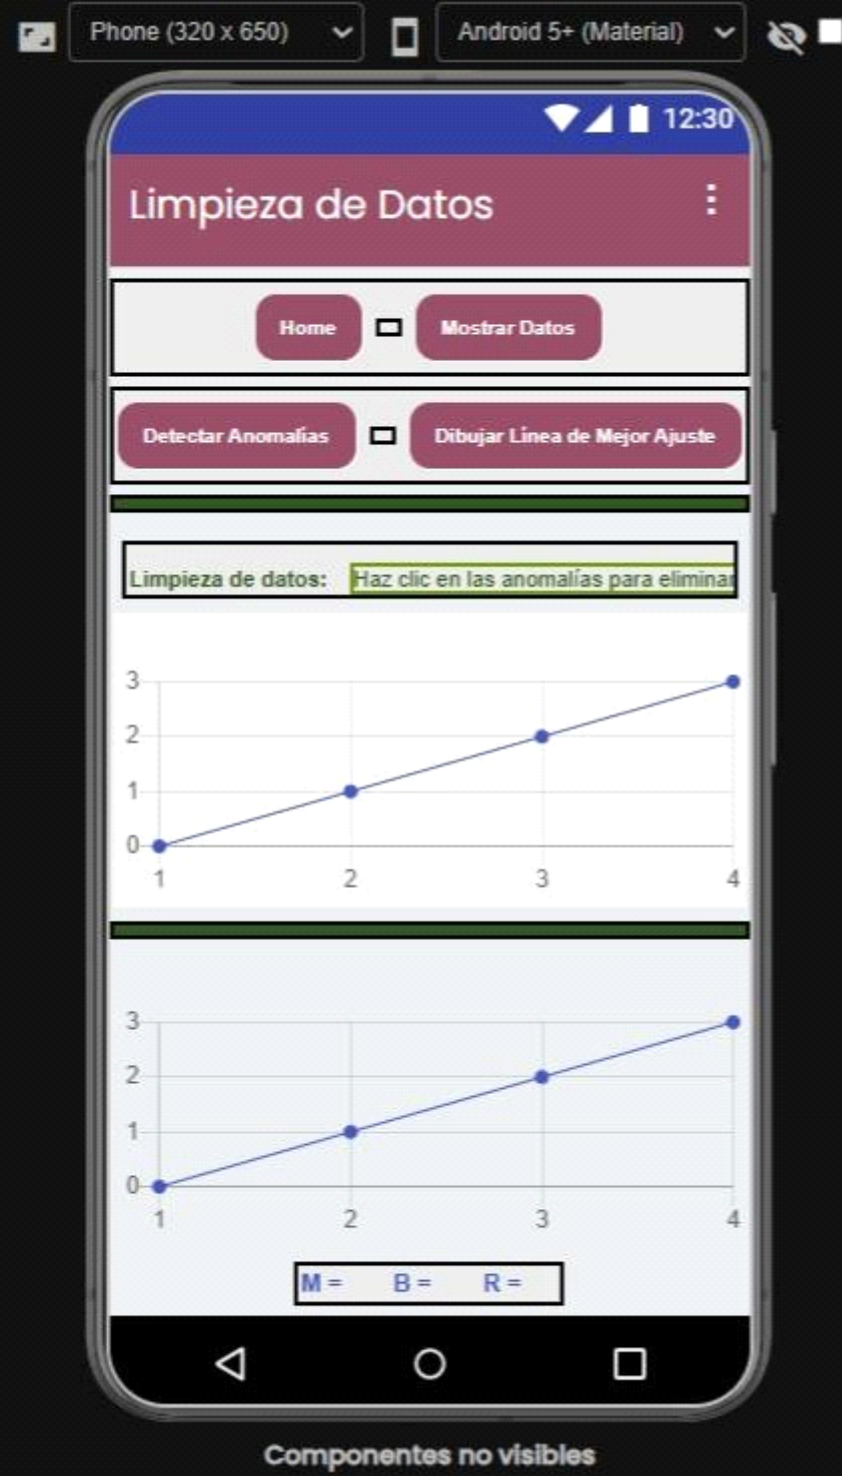 Phone (320 x 650) Android 5+ (Material)
12:30
Limpieza de Datos
Home Mostrar Datos
Detectar Anomalías Dibujar Linea de Mejor Ajuste
Limpieza de datos: Haz clic en las anomalías para eliminar
3
2
1
0
1 2 3 4
3
2
1
0
1 2 3 4
M = B = R =
Componentes no visibles